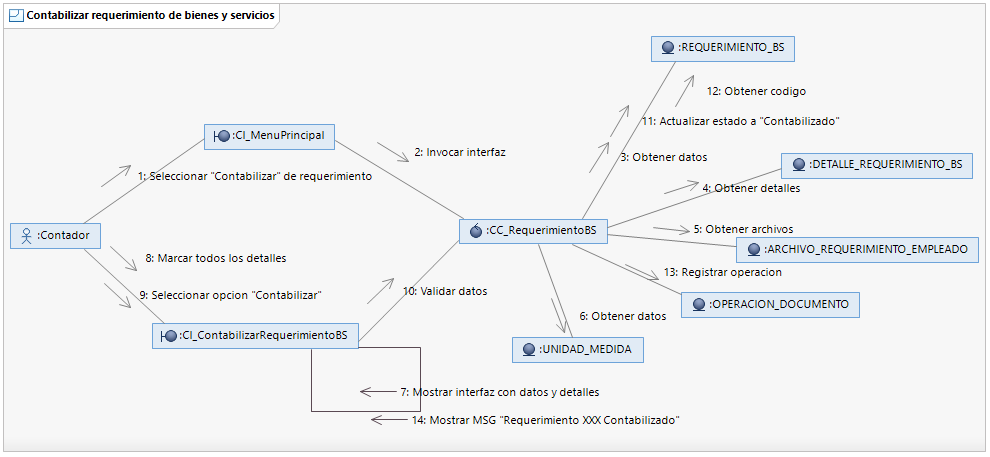 Contabilizar requerimiento de bienes y servicios
:REQUERIMIENTO_BS
12: Obtener codigo
11: Actualizar estado a "Contabilizado"
:CI_MenuPrincipal
2: Invocar interfaz
3: Obtener datos
:DETALLE_REQUERIMIENTO_BS
1: Seleccionar "Contabilizar" de requerimiento
4: Obtener detalles
:Contador
:CC_RequerimientoBS
5: Obtener archivos
:ARCHIVO_REQUERIMIENTO_EMPLEADO
8: Marcar todos los detalles
13: Registrar operacion
9: Seleccionar opcion "Contabilizar"
10: Validar datos
:OPERACION_DOCUMENTO
6: Obtener datos
:CI_ContabilizarRequerimientoBS
:UNIDAD_MEDIDA
7: Mostrar interfaz con datos y detalles
14: Mostrar MSG "Requerimiento XXX Contabilizado"